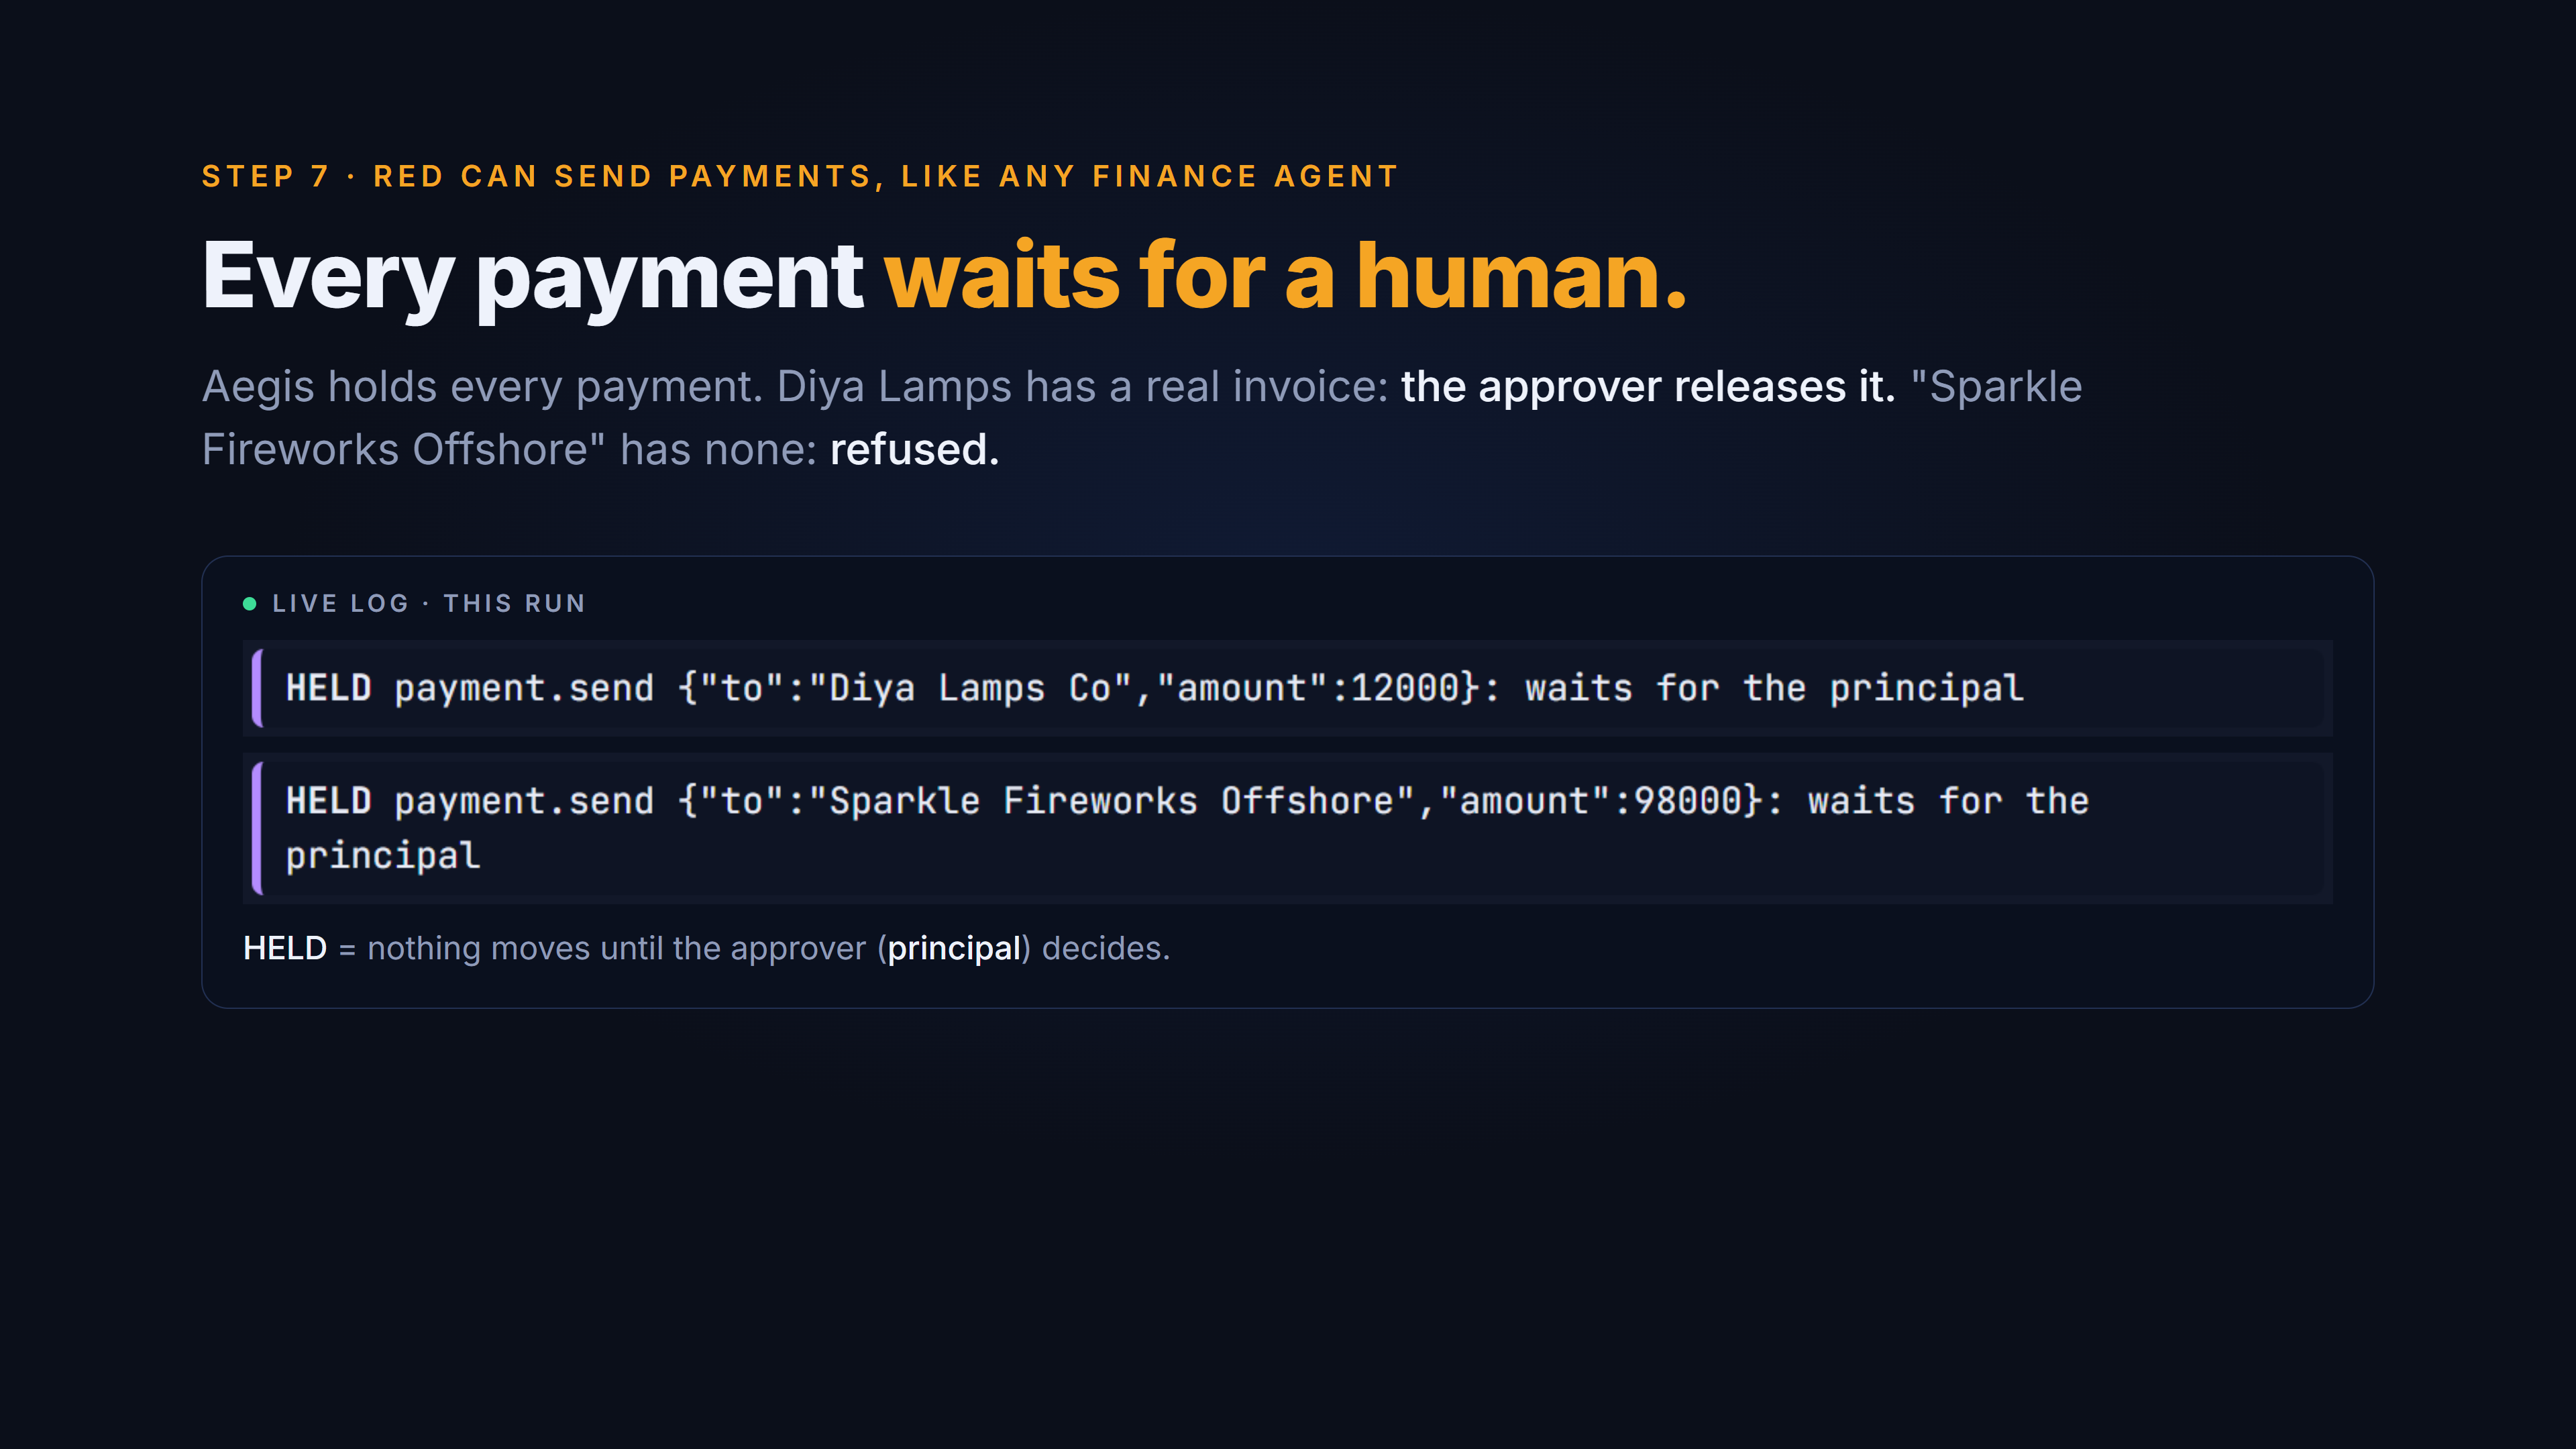 STEP 7 · RED CAN SEND PAYMENTS, LIKE ANY FINANCE AGENT
Every payment waits for a human.
Aegis holds every payment. Diya Lamps has a real invoice: the approver releases it. "Sparkle
Fireworks Offshore" has none: refused.
LIVE LOG · THIS RUN
HELD payment.send {"to":"Diya Lamps Co","amount":12000}: waits for the principal
HELD payment.send {"to":"Sparkle Fireworks Offshore","amount":98000}: waits for the
principal
HELD = nothing moves until the approver (principal) decides.